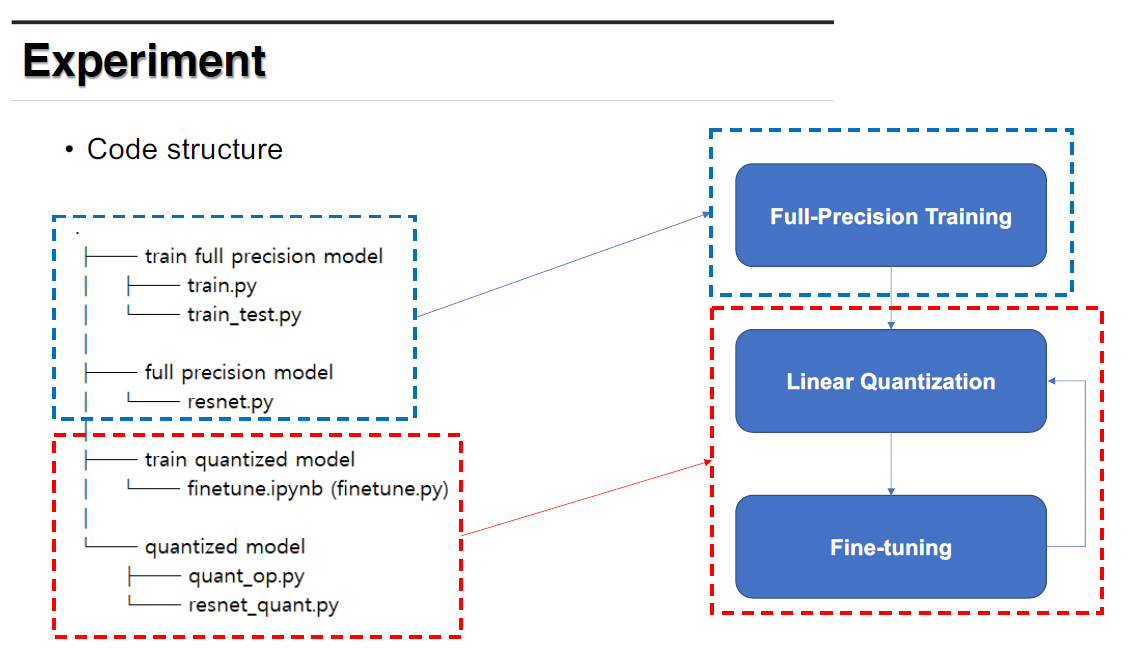 Experiment
• Code structure
.
├── train full precision model
│   ├── train.py
│   └── train_test.py
│
├── full precision model
│   └── resnet.py
│
├── train quantized model
│   └── finetune.ipynb (finetune.py)
│
└── quantized model
    ├── quant_op.py
    └── resnet_quant.py
Full-Precision Training
Linear Quantization
Fine-tuning